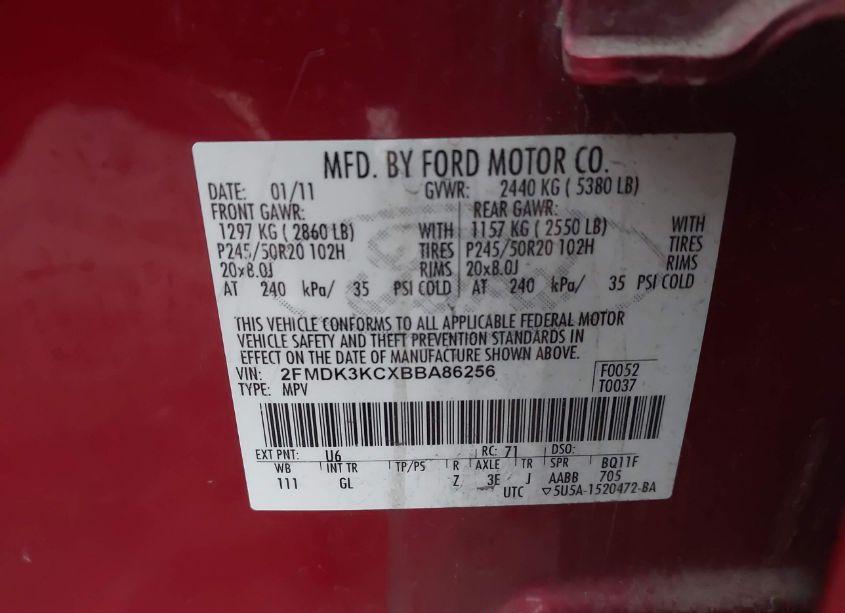 MFD. BY FORD MOTOR CO.
DATE: 01/11 GVWR: 2440 KG ( 5380 LB)
FRONT GAWR: REAR GAWR:
1297 KG ( 2860 LB) WITH 1157 KG ( 2550 LB) WITH
P245/50R20 102H TIRES P245/50R20 102H TIRES
20x8.0J RIMS 20x8.0J RIMS
AT 240 kPa/ 35 PSI COLD AT 240 kPa/ 35 PSI COLD
THIS VEHICLE CONFORMS TO ALL APPLICABLE FEDERAL MOTOR
VEHICLE SAFETY AND THEFT PREVENTION STANDARDS IN
EFFECT ON THE DATE OF MANUFACTURE SHOWN ABOVE.
VIN: 2FMDK3KCXBBA86256 F0052
TYPE: MPV T0037
EXT PNT: U6 RC: 71 DSO:
WB INT TR TP/PS R AXLE TR SPR BQ11F
111 GL Z 3E J AABB 705
UTC ▽5U5A-1520472-BA